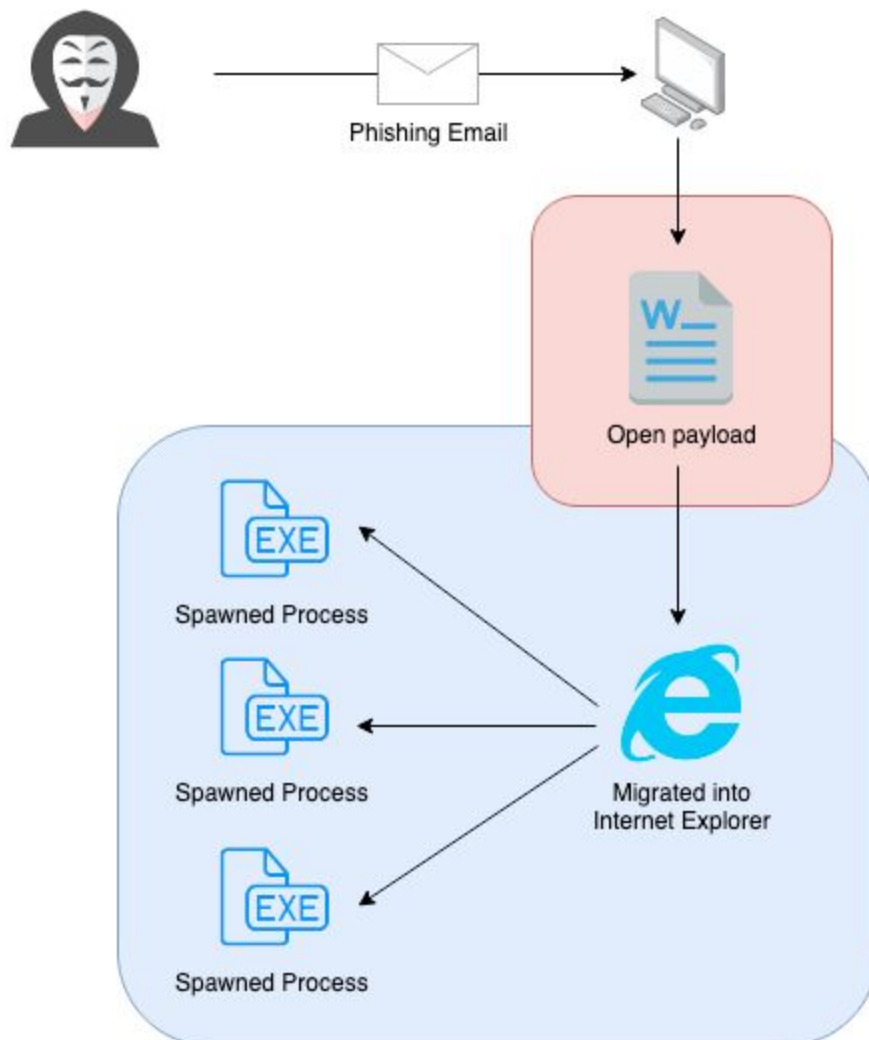 Phishing Email
W
Open payload
EXE
Spawned Process
EXE
Spawned Process
Migrated into
Internet Explorer
EXE
Spawned Process